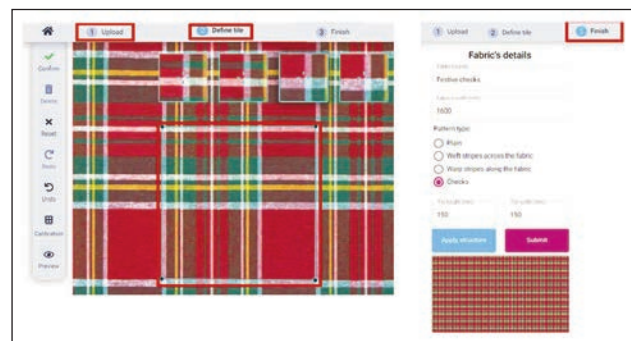 1 Upload
2 Define tile
3 Finish
Confirm
Delete
Reset
Redo
Undo
Calibration
Preview
1 Upload
2 Define tile
3 Finish
Fabric's details
Festive checks
1600
Pattern type:
Plain
Weft stripes across the fabric
Warp stripes along the fabric
Checks
150
150
Apply structure
Submit